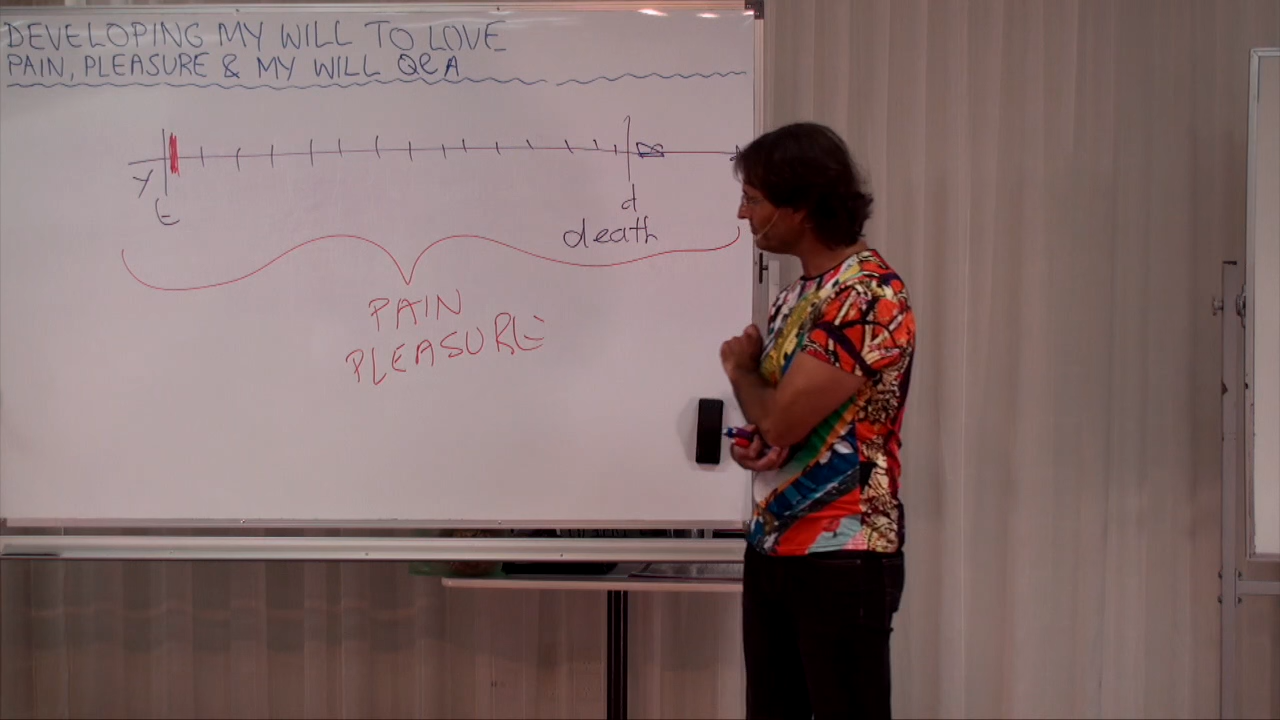 DEVELOPING MY WILL TO LOVE
PAIN, PLEASURE & MY WILL Q&A
y
t
d
death
PAIN
PLEASURE